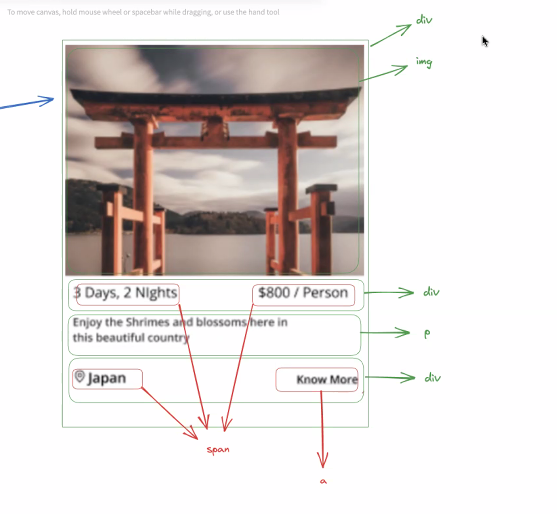 To move canvas, hold mouse wheel or spacebar while dragging, or use the hand tool
div
img
3 Days, 2 Nights
$800 / Person
div
Enjoy the Shrimes and blossoms here in
this beautiful country
p
Japan
Know More
div
span
a